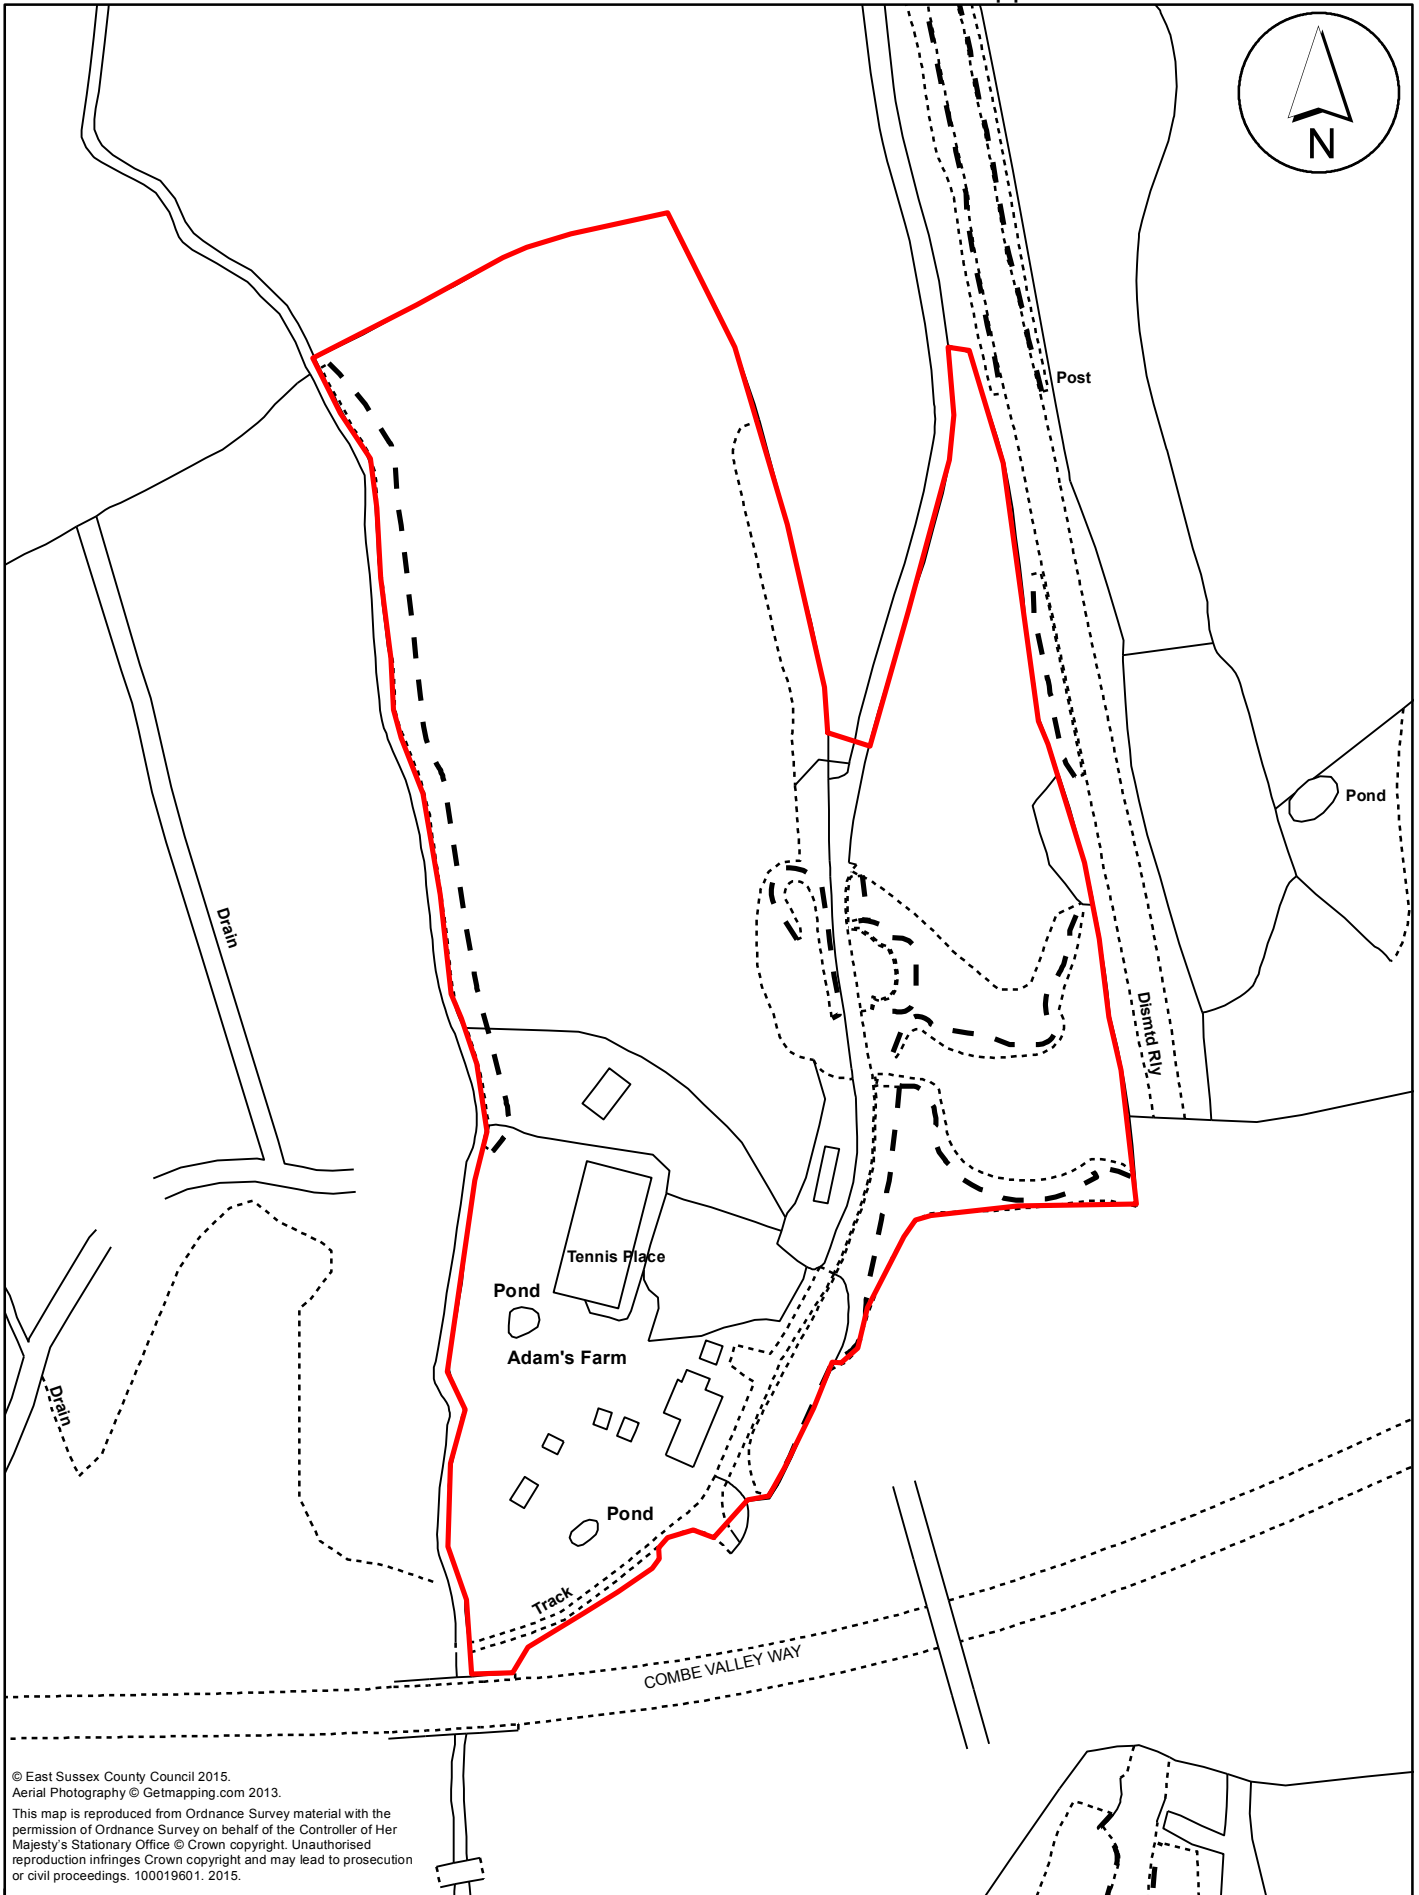 N
Post
Pond
Drain
Dismtd Rly
Tennis Place
Pond
Adam's Farm
Drain
Pond
Track
COMBE VALLEY WAY
© East Sussex County Council 2015.
Aerial Photography © Getmapping.com 2013.
This map is reproduced from Ordnance Survey material with the
permission of Ordnance Survey on behalf of the Controller of Her
Majesty's Stationary Office © Crown copyright. Unauthorised
reproduction infringes Crown copyright and may lead to prosecution
or civil proceedings. 100019601. 2015.